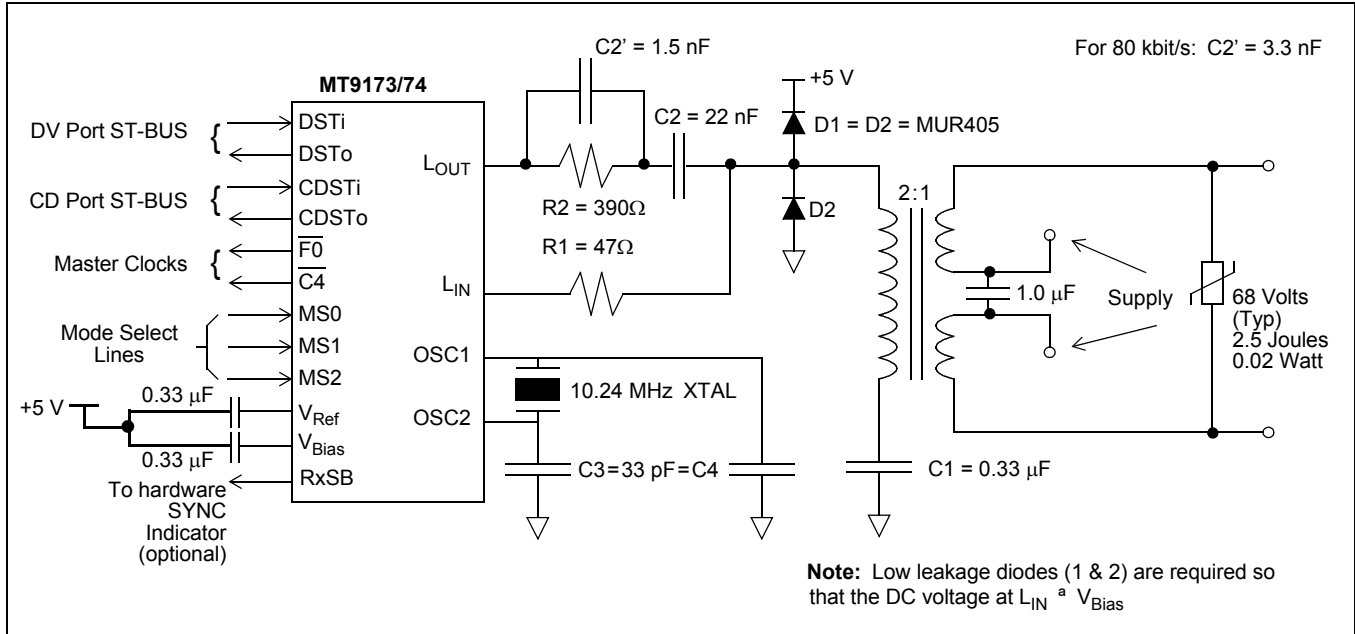 C2' = 1.5 nF
For 80 kbit/s: C2' = 3.3 nF
MT9173/74
+5 V
DV Port ST-BUS {
DSTi
DSTo
C2 = 22 nF
D1 = D2 = MUR405
LOUT
CD Port ST-BUS {
CDSTi
CDSTo
R2 = 390Ω
D2
2:1
Master Clocks {
F0
C4
R1 = 47Ω
LIN
1.0 μF
Supply
68 Volts
(Typ)
2.5 Joules
0.02 Watt
Mode Select
Lines
MS0
MS1
MS2
OSC1
10.24 MHz XTAL
OSC2
+5 V
0.33 μF
VRef
0.33 μF
VBias
C3=33 pF=C4
C1 = 0.33 μF
RxSB
To hardware
SYNC
Indicator
(optional)
Note: Low leakage diodes (1 & 2) are required so
that the DC voltage at LIN ª VBias